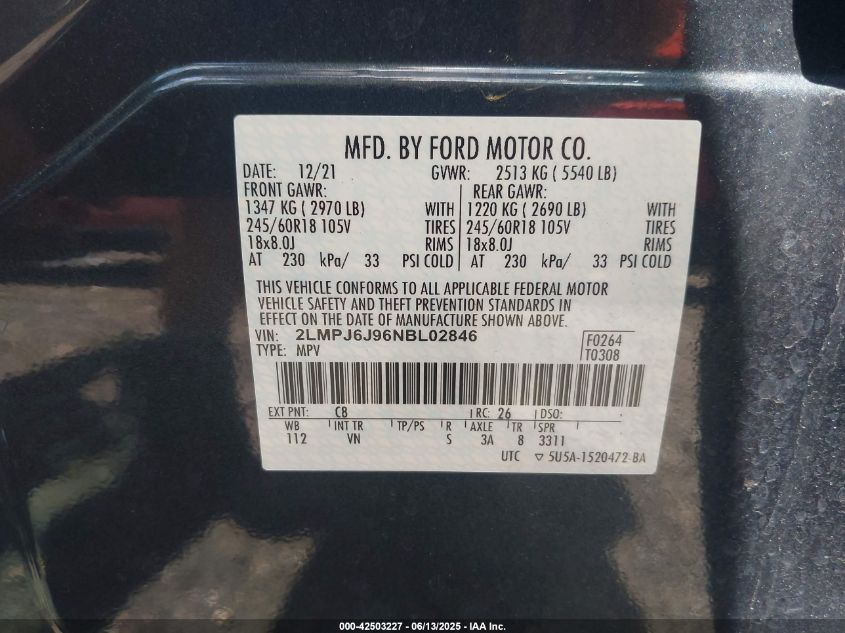 MFD. BY FORD MOTOR CO.
DATE: 12/21 GVWR: 2513 KG ( 5540 LB)
FRONT GAWR: REAR GAWR:
1347 KG ( 2970 LB) WITH 1220 KG ( 2690 LB) WITH
245/60R18 105V TIRES 245/60R18 105V TIRES
18x8.0J RIMS 18x8.0J RIMS
AT 230 kPa/ 33 PSI COLD AT 230 kPa/ 33 PSI COLD
THIS VEHICLE CONFORMS TO ALL APPLICABLE FEDERAL MOTOR
VEHICLE SAFETY AND THEFT PREVENTION STANDARDS IN
EFFECT ON THE DATE OF MANUFACTURE SHOWN ABOVE.
VIN: 2LMPJ6J96NBL02846 F0264
TYPE: MPV T0308
EXT PNT: C8 RC: 26 DSO:
WB INT TR TP/PS R AXLE TR SPR
112 VN S 3A 8 3311
UTC ▽ 5U5A-1520472-BA
000-42503227 - 06/13/2025 - IAA Inc.